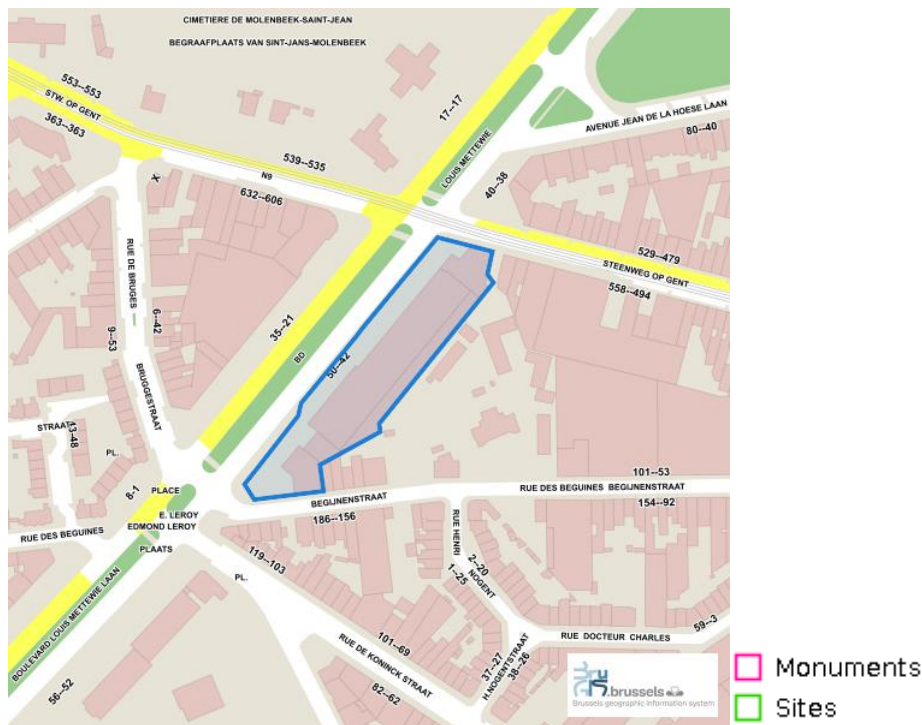 CIMETIERE DE MOLENBEEK-SAINT-JEAN
BEGRAAFPLAATS VAN SINT-JANS-MOLENBEEK
553--553
STW. OP GENT
363--363
17--17
AVENUE JEAN DE LA HOESE LAAN
80--40
539--535
LOUIS METTEWIE
N9
X
632--606
40--38
529--479
STEENWEG OP GENT
558--494
RUE DE BRUGES
6--42
9--53
35--21
BD
50--42
BRUGGESTRAAT
STRAAT
43-48
PL.
8-1
PLACE
E. LEROY
EDMOND LEROY
PLAATS
RUE DES BEGUINES
101--53
RUE DES BEGUINES BEGIJNENSTRAAT
BEGIJNENSTRAAT
154--92
186--156
RUE HENRI
NOGENT
2--20
1--25
119--103
PL.
BOULEVARD LOUIS METTEWIE LAAN
59--3
RUE DOCTEUR CHARLES
101--69
RUE DE KONINCK STRAAT
37--27
H.NOGENTSTRAAT
38--26
56--52
82--62
.brussels
Brussels geographic information system
Monuments
Sites